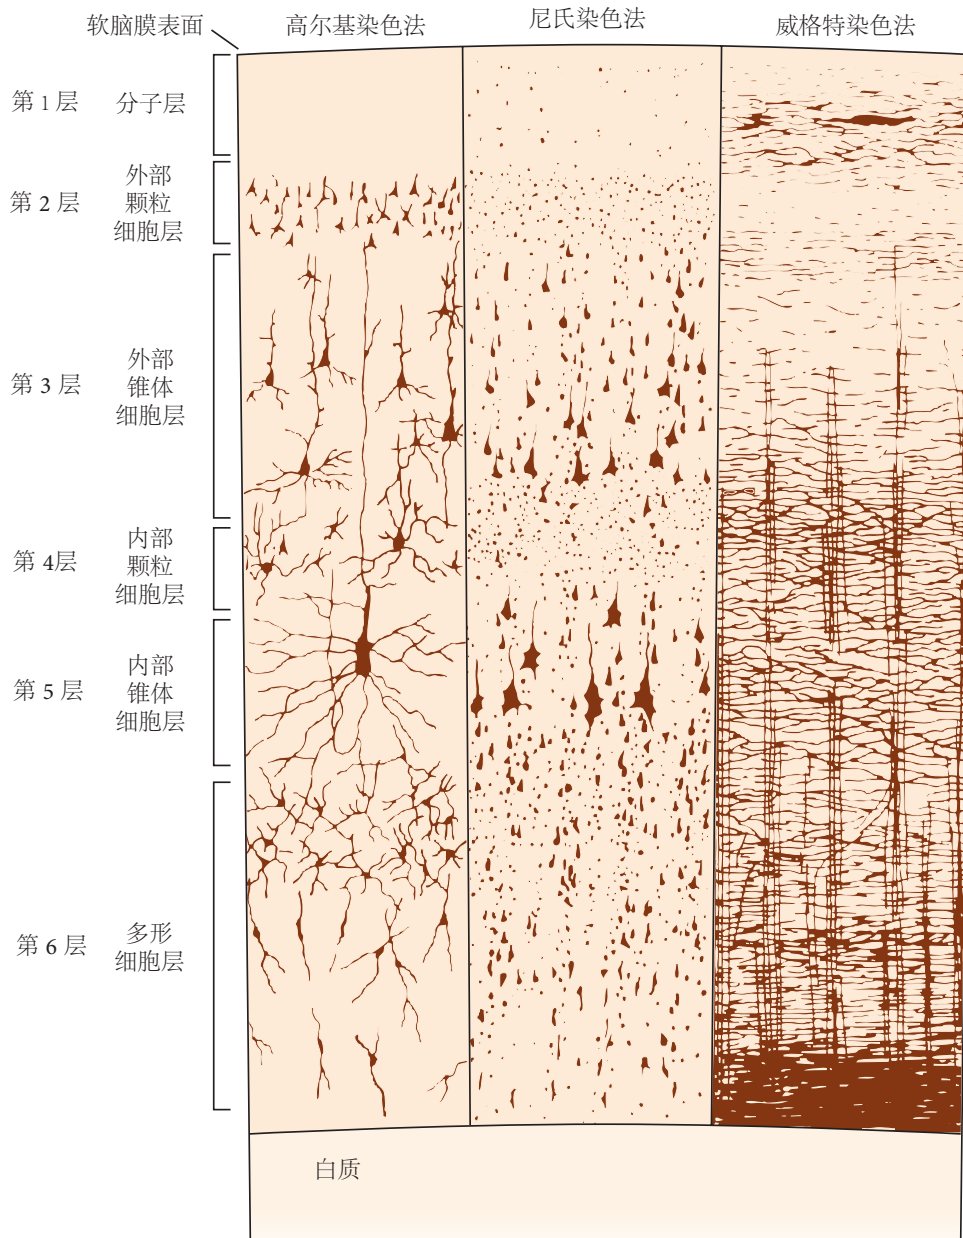 软脑膜表面
高尔基染色法
尼氏染色法
威格特染色法
第 1 层
分子层
第 2 层
外部
颗粒
细胞层
第 3 层
外部
锥体
细胞层
第 4层
内部
颗粒
细胞层
第 5 层
内部
锥体
细胞层
第 6 层
多形
细胞层
白质